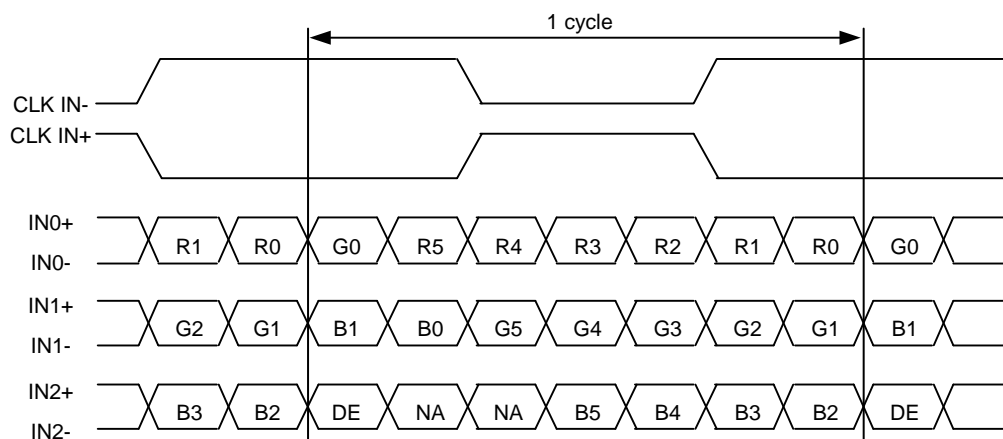 1 cycle
CLK IN-
CLK IN+
IN0+
R1 R0 G0 R5 R4 R3 R2 R1 R0 G0
IN0-
IN1+
G2 G1 B1 B0 G5 G4 G3 G2 G1 B1
IN1-
IN2+
B3 B2 DE NA NA B5 B4 B3 B2 DE
IN2-